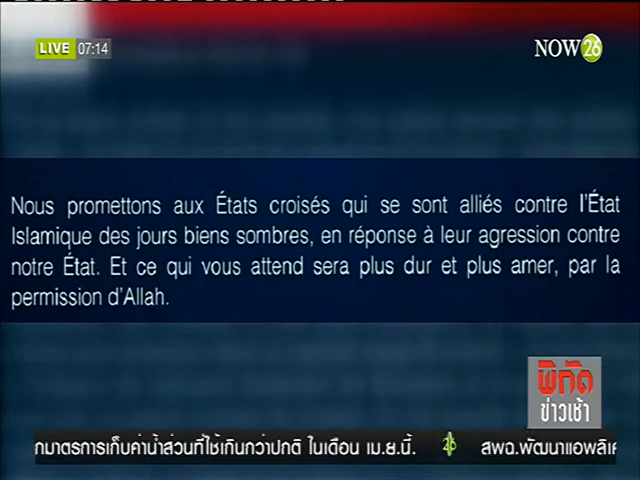 LIVE 07:14
NOW26
Nous promettons aux États croisés qui se sont alliés contre l'État
Islamique des jours biens sombres, en réponse à leur agression contre
notre État. Et ce qui vous attend sera plus dur et plus amer, par la
permission d'Allah.
พิกัด
ข่าวเช้า
กมาตรการเก็บค่าน้ำส่วนที่ใช้เกินกว่าปกติ ในเดือน เม.ย.นี้. 26 สพฉ.พัฒนาแอพลิเค